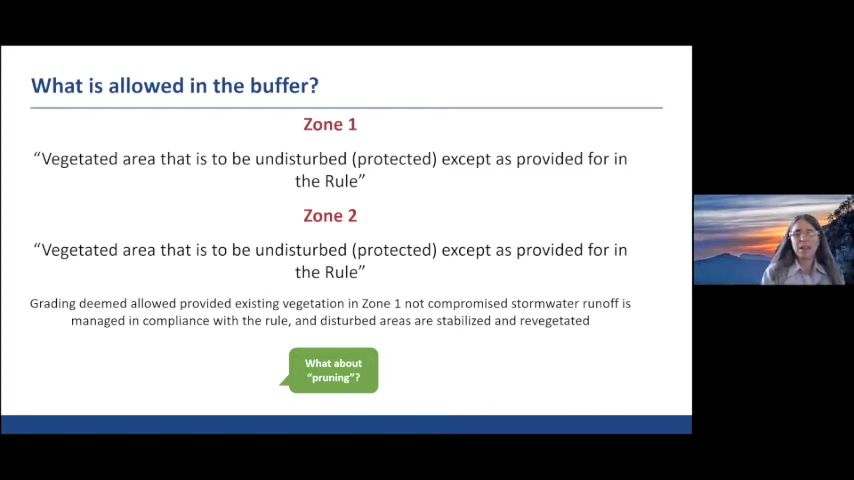 What is allowed in the buffer?
Zone 1
“Vegetated area that is to be undisturbed (protected) except as provided for in
the Rule”
Zone 2
“Vegetated area that is to be undisturbed (protected) except as provided for in
the Rule”
Grading deemed allowed provided existing vegetation in Zone 1 not compromised stormwater runoff is
managed in compliance with the rule, and disturbed areas are stabilized and revegetated
What about
“pruning”?